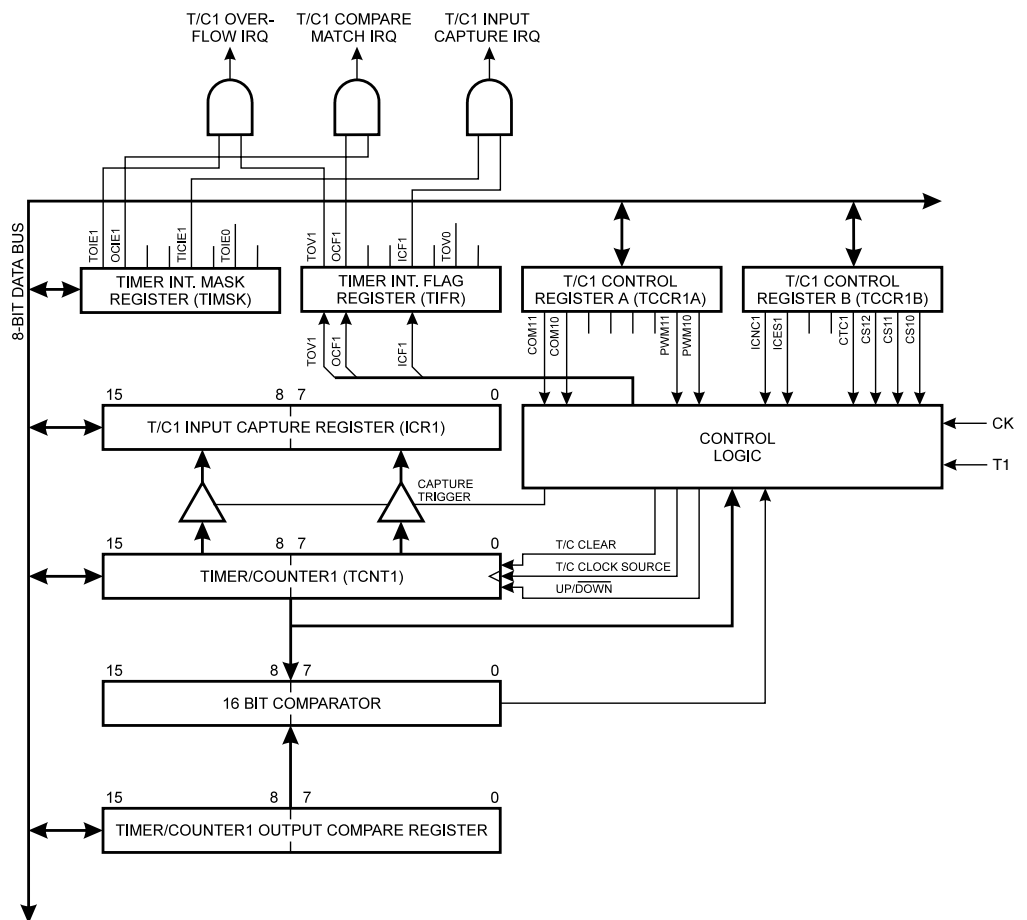 T/C1 OVER-
FLOW IRQ
T/C1 COMPARE
MATCH IRQ
T/C1 INPUT
CAPTURE IRQ
8-BIT DATA BUS
TOIE1
OCIE1
TICIE1
TOIE0
TOV1
OCF1
ICF1
TOV0
TIMER INT. MASK
REGISTER (TIMSK)
TIMER INT. FLAG
REGISTER (TIFR)
T/C1 CONTROL
REGISTER A (TCCR1A)
T/C1 CONTROL
REGISTER B (TCCR1B)
TOV1
OCF1
ICF1
COM11
COM10
PWM11
PWM10
ICNC1
ICES1
CTC1
CS12
CS11
CS10
15 8 7 0
T/C1 INPUT CAPTURE REGISTER (ICR1)
CONTROL
LOGIC
CK
T1
CAPTURE
TRIGGER
15 8 7 0
TIMER/COUNTER1 (TCNT1)
T/C CLEAR
T/C CLOCK SOURCE
UP/DOWN
15 8 7 0
16 BIT COMPARATOR
15 8 7 0
TIMER/COUNTER1 OUTPUT COMPARE REGISTER